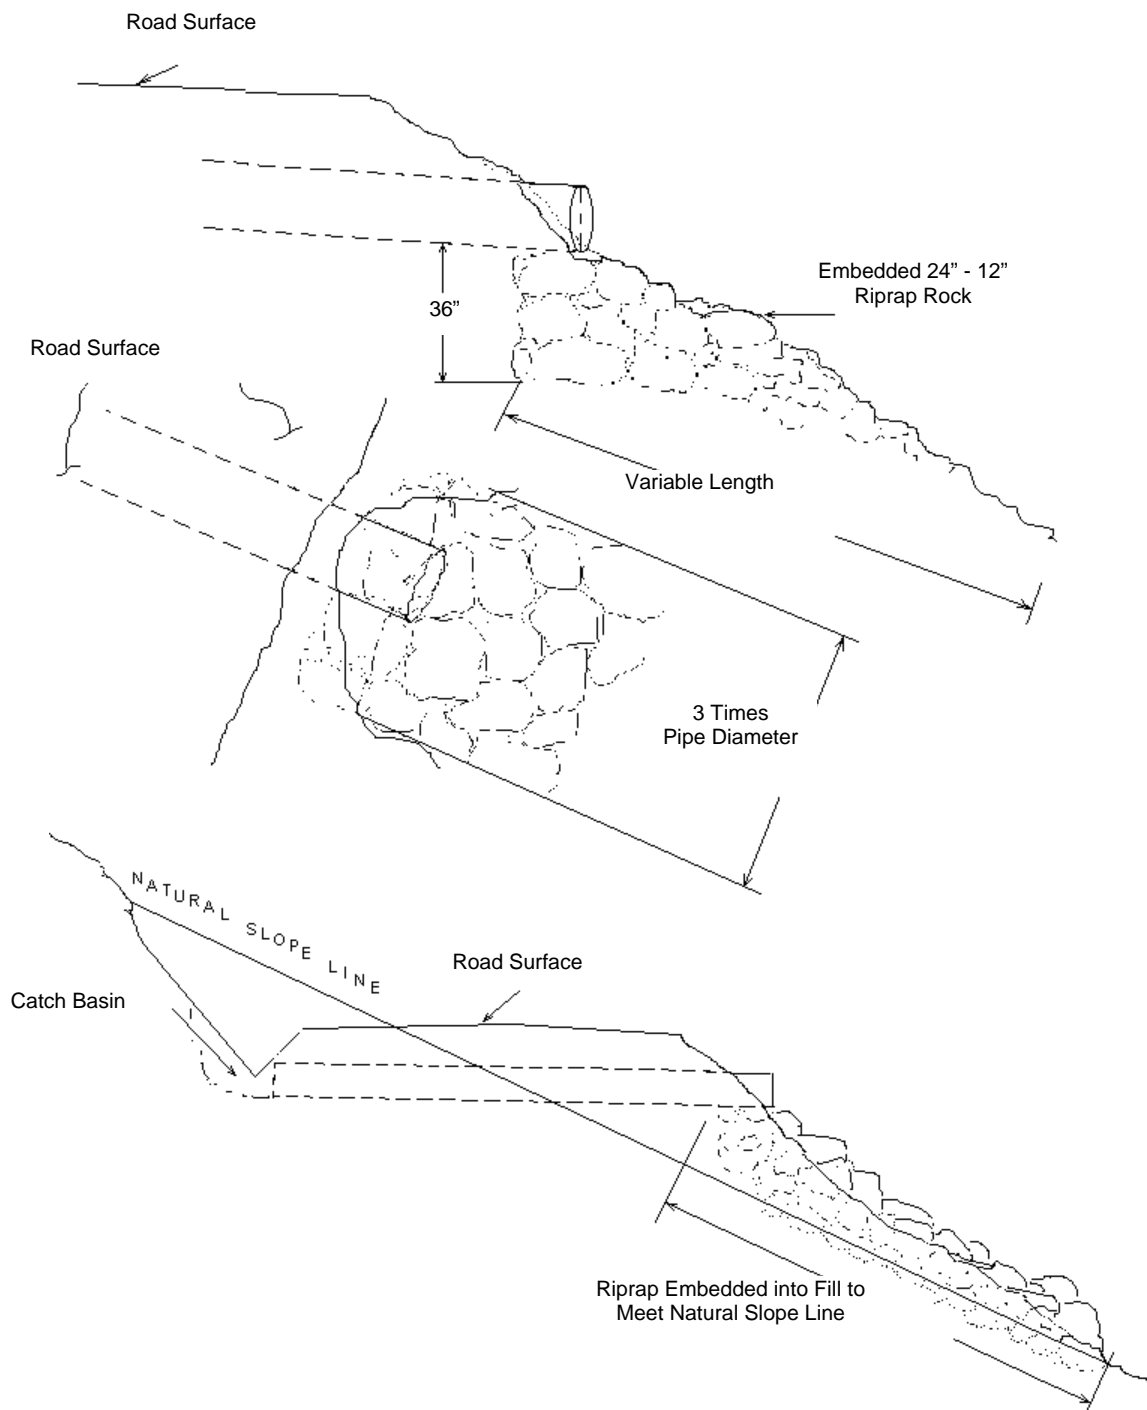 Road Surface
Embedded 24” - 12”
Riprap Rock
36”
Road Surface
Variable Length
3 Times
Pipe Diameter
NATURAL SLOPE LINE
Road Surface
Catch Basin
Riprap Embedded into Fill to
Meet Natural Slope Line